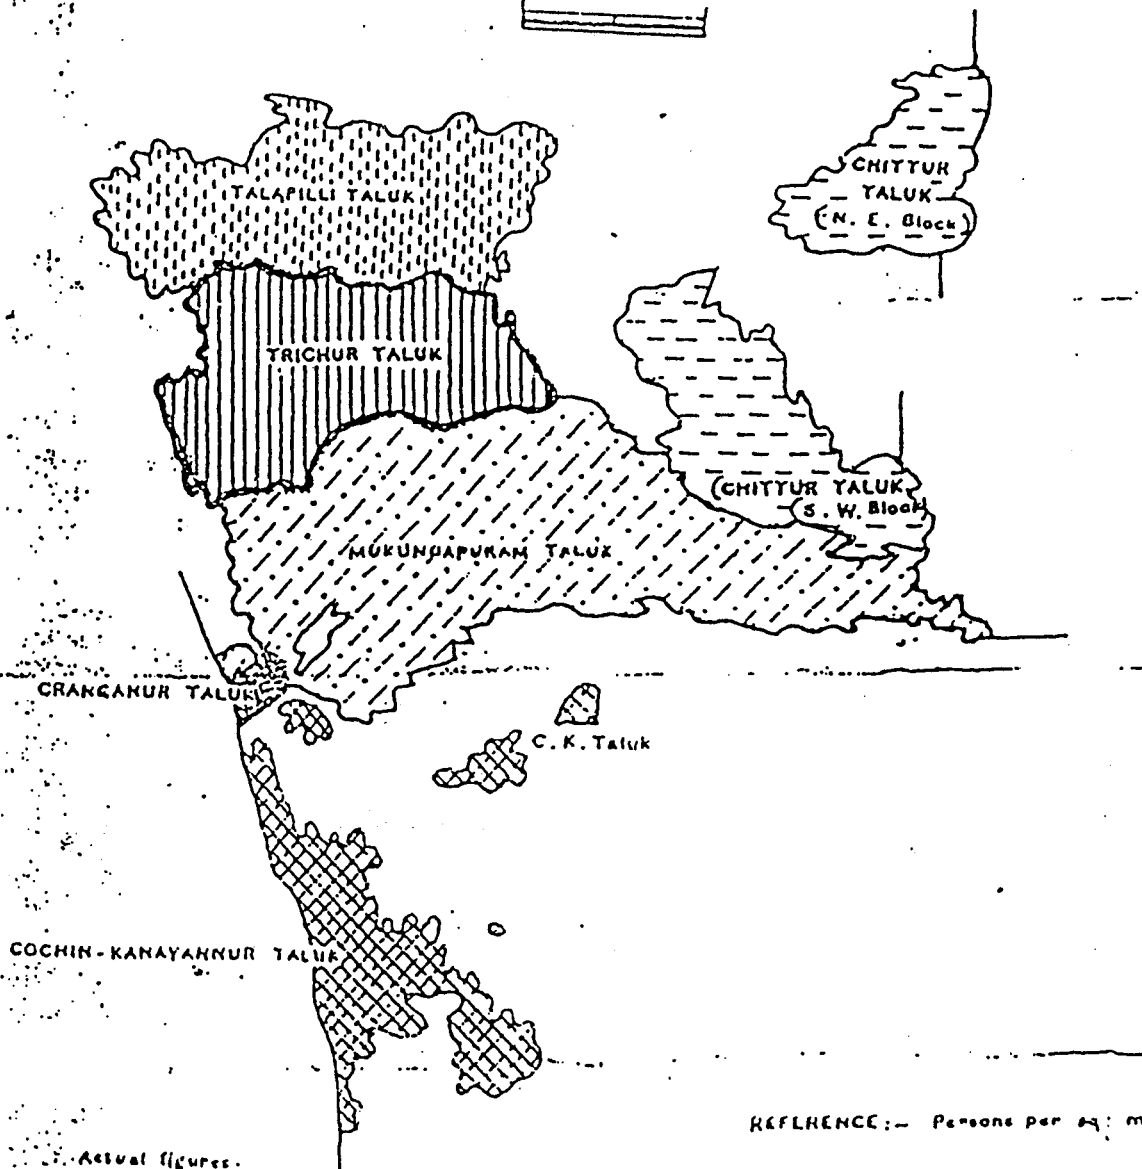 CHITTUR
TALUK
(N. E. Block)
TALAPILLI TALUK
TRICHUR TALUK
(CHITTUR TALUK
(S. W. Block
MUKUNDAPURAM TALUK
CRANGANUR TALUK
C. K. Taluk
COCHIN-KANAYANNUR TALUK
REFERENCE:- Persons per sq: m
Actual figures.